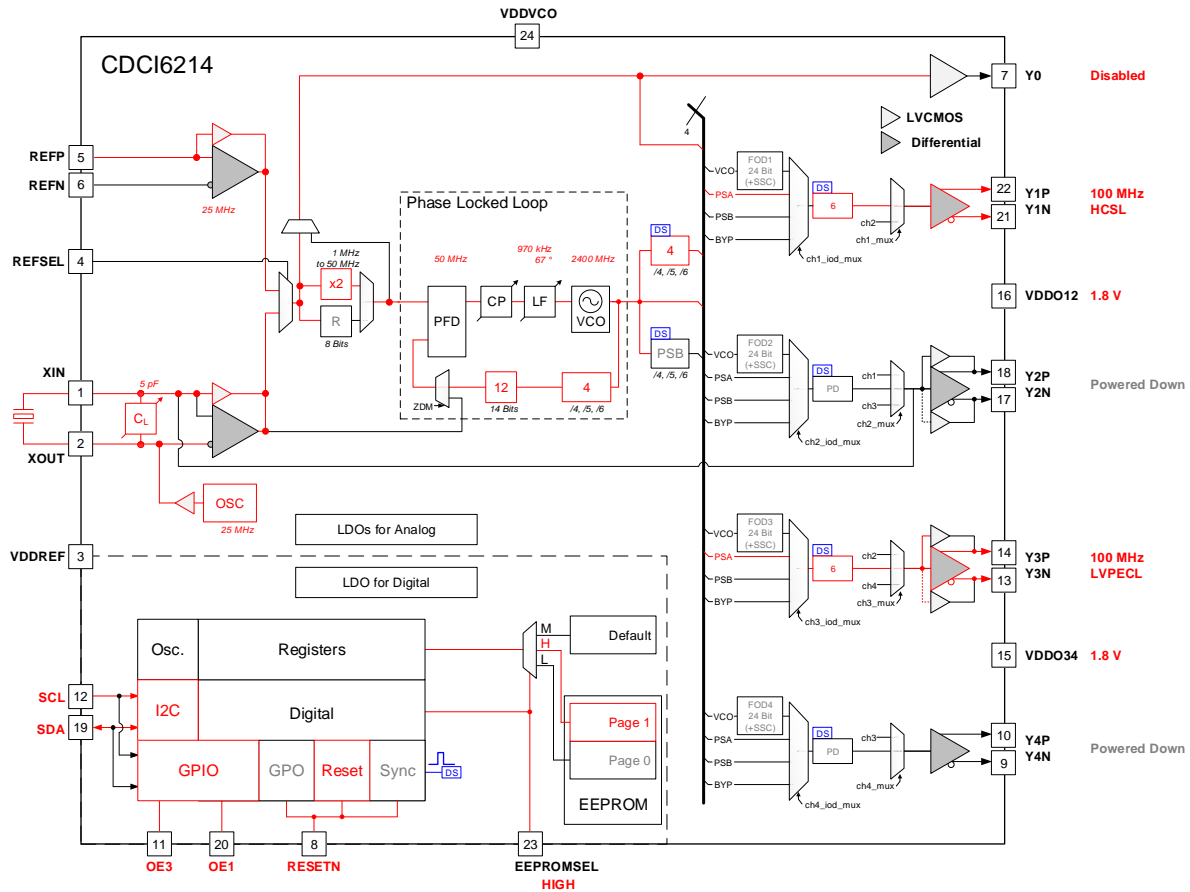 VDDVCO
24
CDCI6214
7
Y0
Disabled
LVCMOS
Differential
4
REFP
5
REFN
6
25 MHz
REFSEL
4
1 MHz
to 50 MHz
x2
R
8 Bits
Phase Locked Loop
50 MHz
970 kHz
67 °
2400 MHz
PFD
CP
LF
VCO
ZDM
12
14 Bits
4
/4, /5, /6
DS
4
/4, /5, /6
DS
PSB
/4, /5, /6
VCO
PSA
PSB
BYP
FOD1
24 Bit
(+SSC)
DS
6
ch2
ch1_mux
ch1_iod_mux
22
21
Y1P
Y1N
100 MHz
HCSL
16
VDDO12
1.8 V
VCO
PSA
PSB
BYP
FOD2
24 Bit
(+SSC)
DS
PD
ch1
ch3
ch2_mux
ch2_iod_mux
18
17
Y2P
Y2N
Powered Down
XIN
1
5 pF
CL
2
XOUT
OSC
25 MHz
VDDREF
3
LDOs for Analog
LDO for Digital
VCO
PSA
PSB
BYP
FOD3
24 Bit
(+SSC)
DS
6
ch2
ch4
ch3_mux
ch3_iod_mux
14
13
Y3P
Y3N
100 MHz
LVPECL
15
VDDO34
1.8 V
VCO
PSA
PSB
BYP
FOD4
24 Bit
(+SSC)
DS
PD
ch3
ch4_mux
ch4_iod_mux
10
9
Y4P
Y4N
Powered Down
Osc.
Registers
M
H
L
Default
SCL
12
SDA
19
I2C
Digital
Page 1
Page 0
EEPROM
GPIO
GPO
Reset
Sync
DS
11
OE3
20
OE1
8
RESETN
23
EEPROMSEL
HIGH